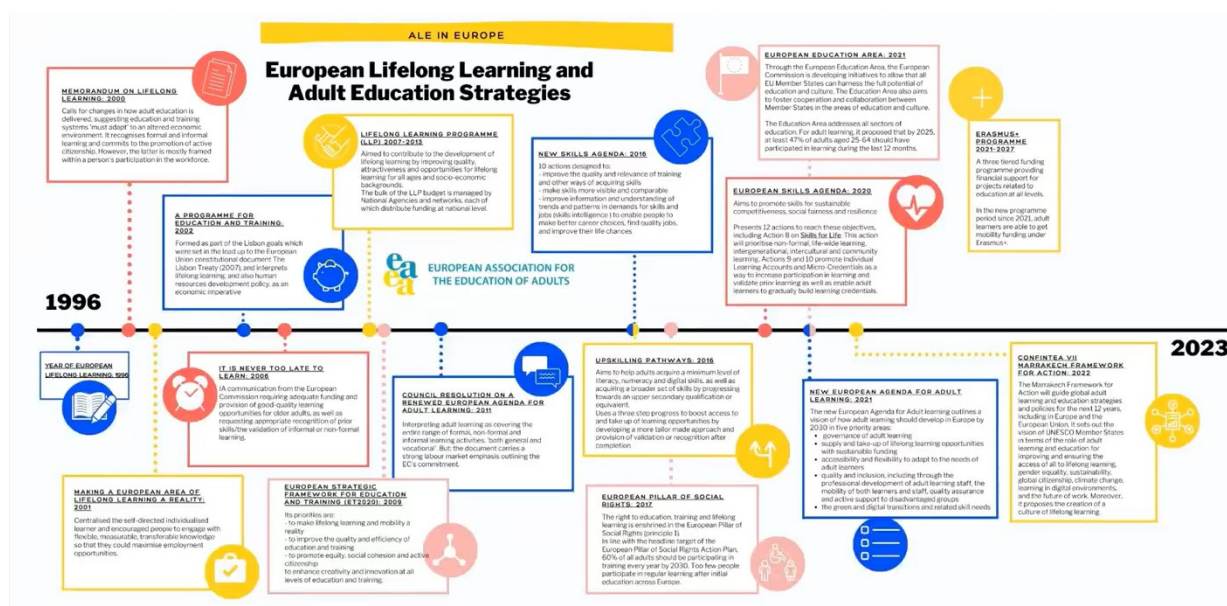 ALE IN EUROPE
European Lifelong Learning and
Adult Education Strategies
MEMORANDUM ON LIFELONG
LEARNING: 2000
Calls for changes in how adult education is
delivered, suggesting education and training
systems 'must adapt' to an altered economic
environment. It recognises formal and informal
learning and commits to the promotion of active
citizenship. However, the latter is mostly framed
within a person's participation in the workforce.
A PROGRAMME FOR
EDUCATION AND TRAINING:
2002
Formed as part of the Lisbon goals which
were set in the lead up to the European
Union constitutional document The
Lisbon Treaty (2007), and interprets
lifelong learning, and also human
resources development policy, as an
economic imperative
LIFELONG LEARNING PROGRAMME
(LLP) 2007-2013
Aimed to contribute to the development of
lifelong learning by improving quality,
attractiveness and opportunities for lifelong
learning for all ages and socio-economic
backgrounds.
The bulk of the LLP budget is managed by
National Agencies and networks, each of
which distribute funding at national level.
eaea
EUROPEAN ASSOCIATION FOR
THE EDUCATION OF ADULTS
NEW SKILLS AGENDA: 2016
10 actions designed to:
- improve the quality and relevance of training
and other ways of acquiring skills
- make skills more visible and comparable
- improve information and understanding of
trends and patterns in demands for skills and
jobs (skills intelligence ) to enable people to
make better career choices, find quality jobs,
and improve their life chances
EUROPEAN EDUCATION AREA: 2021
Through the European Education Area, the European
Commission is developing initiatives to allow that all
EU Member States can harness the full potential of
education and culture. The Education Area also aims
to foster cooperation and collaboration between
Member States in the areas of education and culture.
The Education Area addresses all sectors of
education. For adult learning, it proposed that by 2025,
at least 47% of adults aged 25-64 should have
participated in learning during the last 12 months.
EUROPEAN SKILLS AGENDA: 2020
Aims to promote skills for sustainable
competitiveness, social fairness and resilience
Presents 12 actions to reach these objectives,
including Action 8 on Skills for Life. This action
will prioritise non-formal, life-wide learning,
intergenerational, intercultural and community
learning. Actions 9 and 10 promote Individual
Learning Accounts and Micro-Credentials as a
way to increase participation in learning and
validate prior learning as well as enable adult
learners to gradually build learning credentials.
ERASMUS+
PROGRAMME
2021-2027
A three tiered funding
programme providing
financial support for
projects related to
education at all levels.
In the new programme
period since 2021, adult
learners are able to get
mobility funding under
Erasmus+.
1996
2023
YEAR OF EUROPEAN
LIFELONG LEARNING: 1996
MAKING A EUROPEAN AREA OF
LIFELONG LEARNING A REALITY:
2001
Centralised the self-directed individualised
learner and encouraged people to engage with
flexible, measurable, transferable knowledge
so that they could maximise employment
opportunities.
IT IS NEVER TOO LATE TO
LEARN: 2006
IA communication from the European
Commission requiring adequate funding and
provision of good-quality learning
opportunities for older adults, as well as
requesting appropriate recognition of prior
skills/the validation of informal or non-formal
learning.
EUROPEAN STRATEGIC
FRAMEWORK FOR EDUCATION
AND TRAINING (ET2020): 2009
Its priorities are:
- to make lifelong learning and mobility a
reality
- to improve the quality and efficiency of
education and training
- to promote equity, social cohesion and active
citizenship
to enhance creativity and innovation at all
levels of education and training.
COUNCIL RESOLUTION ON A
RENEWED EUROPEAN AGENDA FOR
ADULT LEARNING: 2011
Interpreting adult learning as covering the
entire range of formal, non-formal and
informal learning activities, 'both general and
vocational'. But; the document carries a
strong labour market emphasis outlining the
EC's commitment.
UPSKILLING PATHWAYS: 2016
Aims to help adults acquire a minimum level of
literacy, numeracy and digital skills, as well as
acquiring a broader set of skills by progressing
towards an upper secondary qualification or
equivalent.
Uses a three step progress to boost access to
and take up of learning opportunities by
developing a more tailor made approach and
provision of validation or recognition after
completion
EUROPEAN PILLAR OF SOCIAL
RIGHTS: 2017
The right to education, training and lifelong
learning is enshrined in the European Pillar of
Social Rights (principle 1).
In line with the headline target of the
European Pillar of Social Rights Action Plan,
60% of all adults should be participating in
training every year by 2030. Too few people
participate in regular learning after initial
education across Europe.
NEW EUROPEAN AGENDA FOR ADULT
LEARNING: 2021
The new European Agenda for Adult learning outlines a
vision of how adult learning should develop in Europe by
2030 in five priority areas:
• governance of adult learning
• supply and take-up of lifelong learning opportunities
with sustainable funding
• accessibility and flexibility to adapt to the needs of
adult learners
• quality and inclusion, including through the
professional development of adult learning staff, the
mobility of both learners and staff, quality assurance
and active support to disadvantaged groups
• the green and digital transitions and related skill needs
CONFINTEA VII
MARRAKECH FRAMEWORK
FOR ACTION: 2022
The Marrakech Framework for
Action will guide global adult
learning and education strategies
and policies for the next 12 years,
including in Europe and the
European Union. It sets out the
vision of UNESCO Member States
in terms of the role of adult
learning and education for
improving and ensuring the
access of all to lifelong learning,
gender equality, sustainability,
global citizenship, climate change,
learning in digital environments,
and the future of work. Moreover,
it proposes the creation of a
culture of lifelong learning.